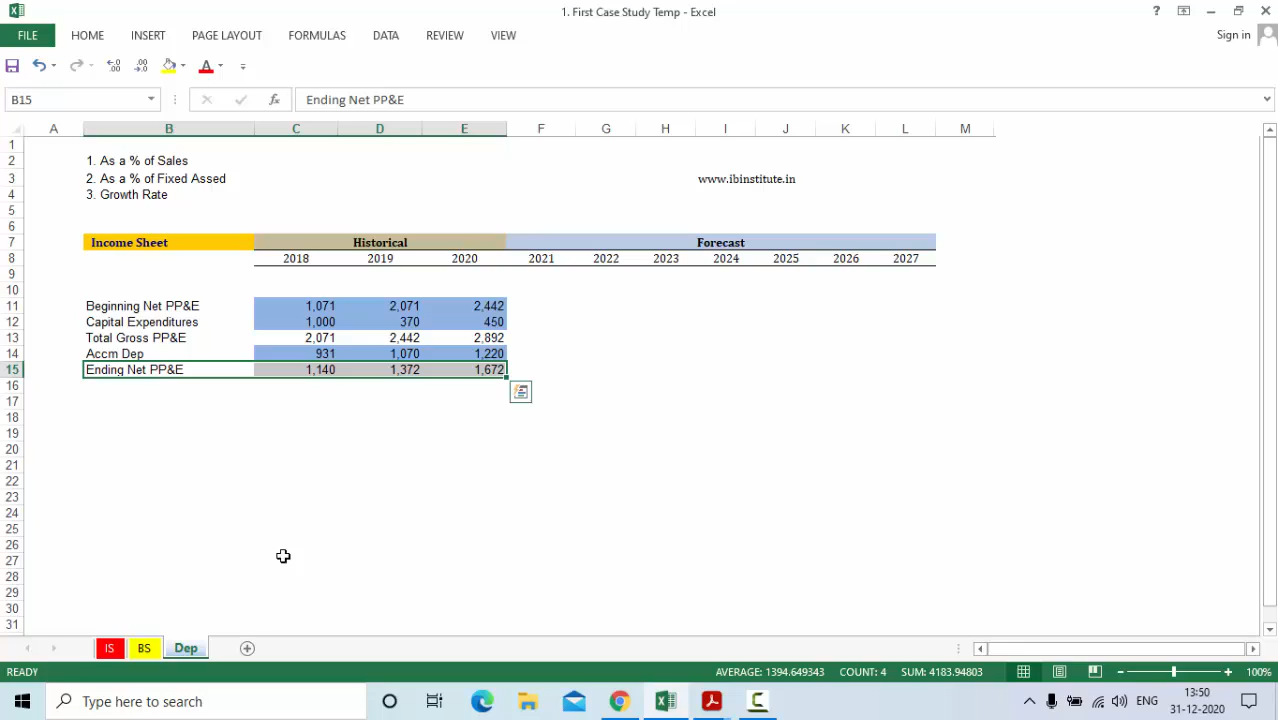 1. First Case Study Temp - Excel
?
FILE HOME INSERT PAGE LAYOUT FORMULAS DATA REVIEW VIEW Sign in
B15 fx Ending Net PP&E
A B C D E F G H I J K L M
1
2 1. As a % of Sales
3 2. As a % of Fixed Assed www.ibinstitute.in
4 3. Growth Rate
5
6
7 Income Sheet Historical Forecast
8 2018 2019 2020 2021 2022 2023 2024 2025 2026 2027
9
10
11 Beginning Net PP&E 1,071 2,071 2,442
12 Capital Expenditures 1,000 370 450
13 Total Gross PP&E 2,071 2,442 2,892
14 Accm Dep 931 1,070 1,220
15 Ending Net PP&E 1,140 1,372 1,672
16
17
18
19
20
21
22
23
24
25
26
27
28
29
30
31
IS BS Dep
READY AVERAGE: 1394.649343 COUNT: 4 SUM: 4183.94803 100%
Type here to search ENG 13:50
31-12-2020